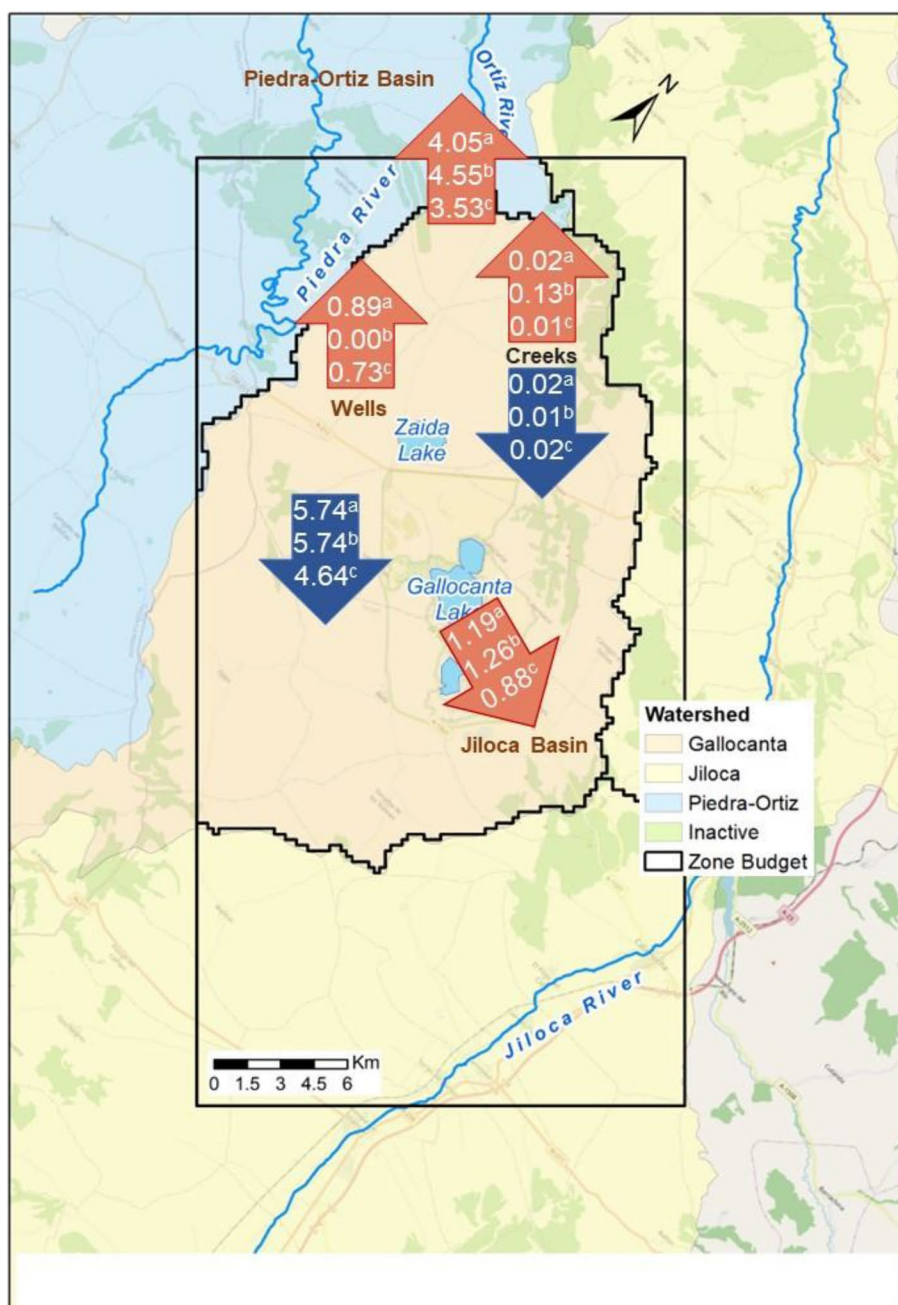 Piedra-Ortiz Basin
Ortiz River
N
4.05ᵃ
4.55ᵇ
3.53ᶜ
Piedra River
0.02ᵃ
0.13ᵇ
0.01ᶜ
Creeks
0.89ᵃ
0.00ᵇ
0.73ᶜ
Wells
0.02ᵃ
0.01ᵇ
0.02ᶜ
Zaida
Lake
5.74ᵃ
5.74ᵇ
4.64ᶜ
Gallocanta
Lake
1.19ᵃ
1.26ᵇ
0.88ᶜ
Jiloca Basin
Watershed
Gallocanta
Jiloca
Piedra-Ortiz
Inactive
Zone Budget
Jiloca River
Km
0 1.5 3 4.5 6